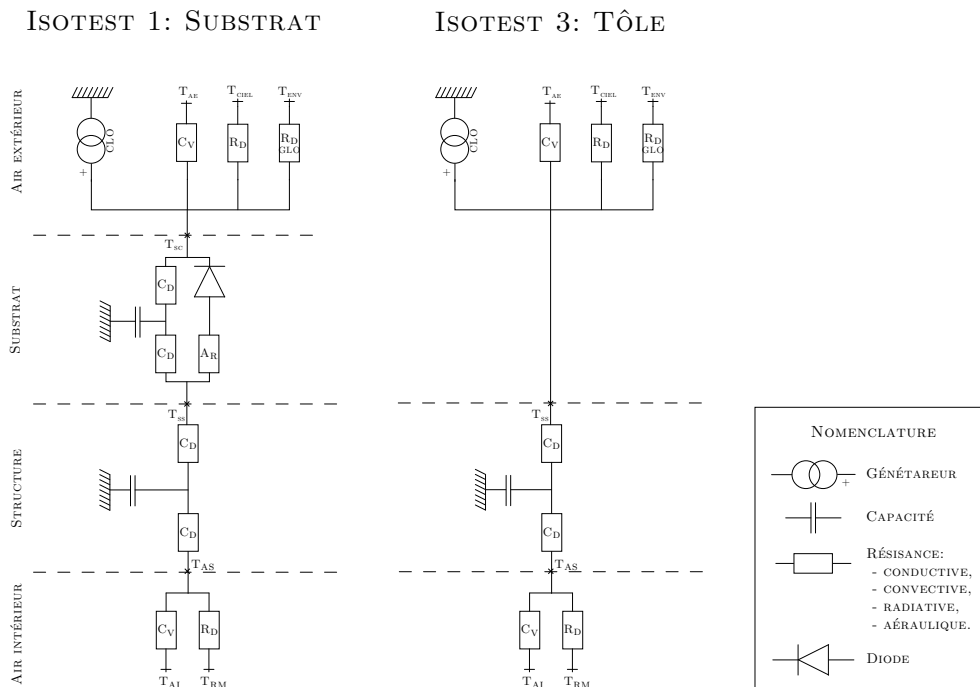 Isotest 1: Substrat
Isotest 3: Tôle
Air extérieur
CLO
+
T_AE
T_CIEL
T_ENV
C_V
R_D
R_D
GLO
CLO
+
T_AE
T_CIEL
T_ENV
C_V
R_D
R_D
GLO
Substrat
T_SC
C_D
C_D
A_R
Structure
T_SS
C_D
C_D
T_SS
C_D
C_D
Air intérieur
T_AS
C_V
R_D
T_AI
T_RM
T_AS
C_V
R_D
T_AI
T_RM
Nomenclature
Génétareur
+
Capacité
Résisance:
- conductive,
- convective,
- radiative,
- aéraulique.
Diode